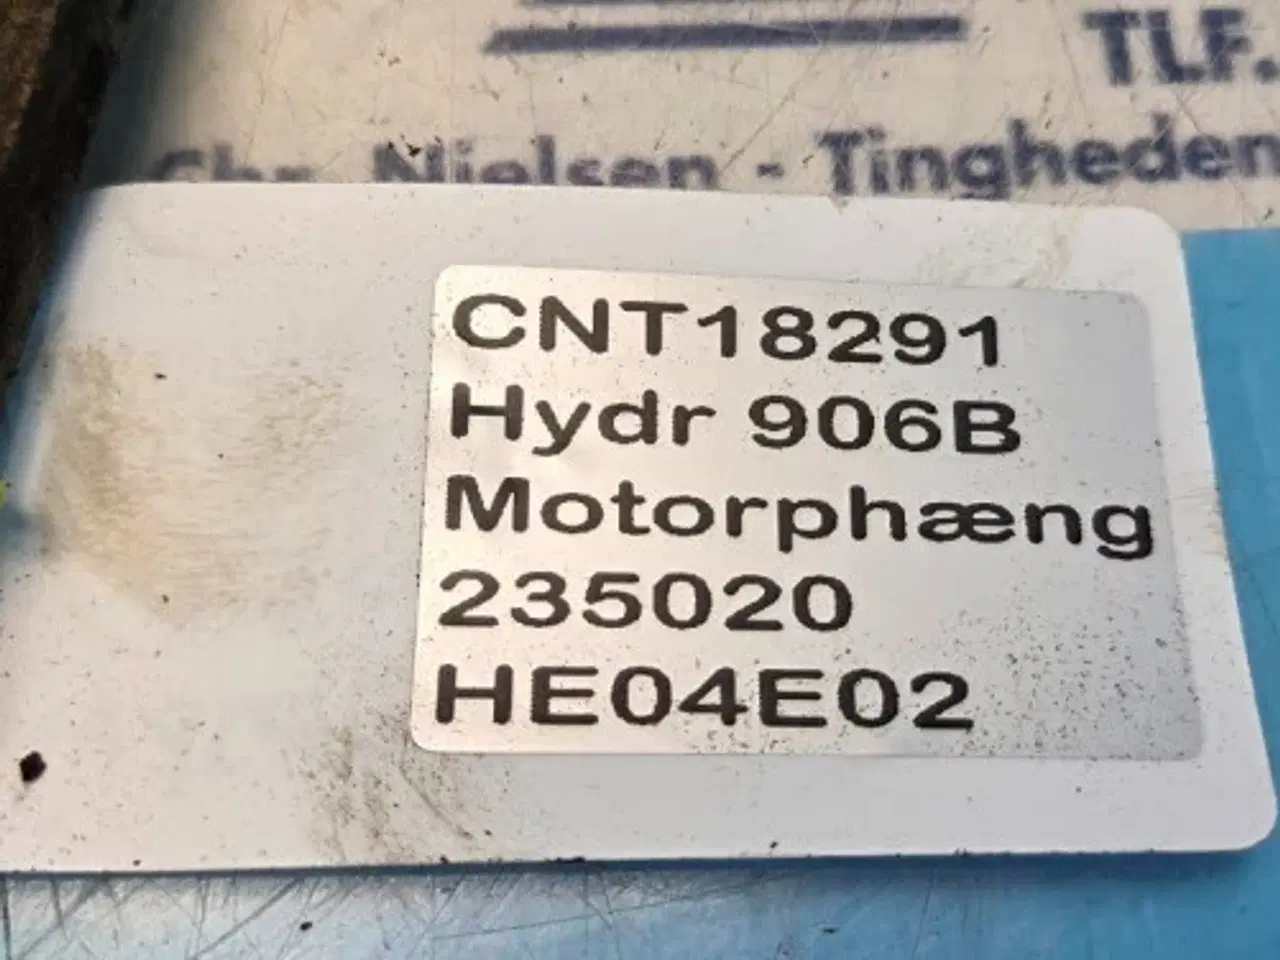 TLF.
Chr. Nielsen - Tingheden
CNT18291
Hydr 906B
Motorphæng
235020
HE04E02